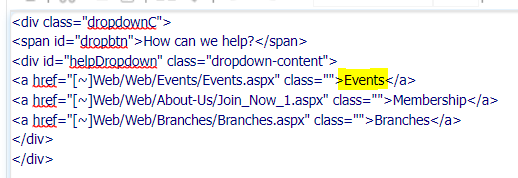 <div class="dropdownC">
<span id="dropbtn">How can we help?</span>
<div id="helpDropdown" class="dropdown-content">
<a href="[~]Web/Web/Events/Events.aspx" class="">Events</a>
<a href="[~]Web/Web/About-Us/Join_Now_1.aspx" class="">Membership</a>
<a href="[~]Web/Web/Branches/Branches.aspx" class="">Branches</a>
</div>
</div>